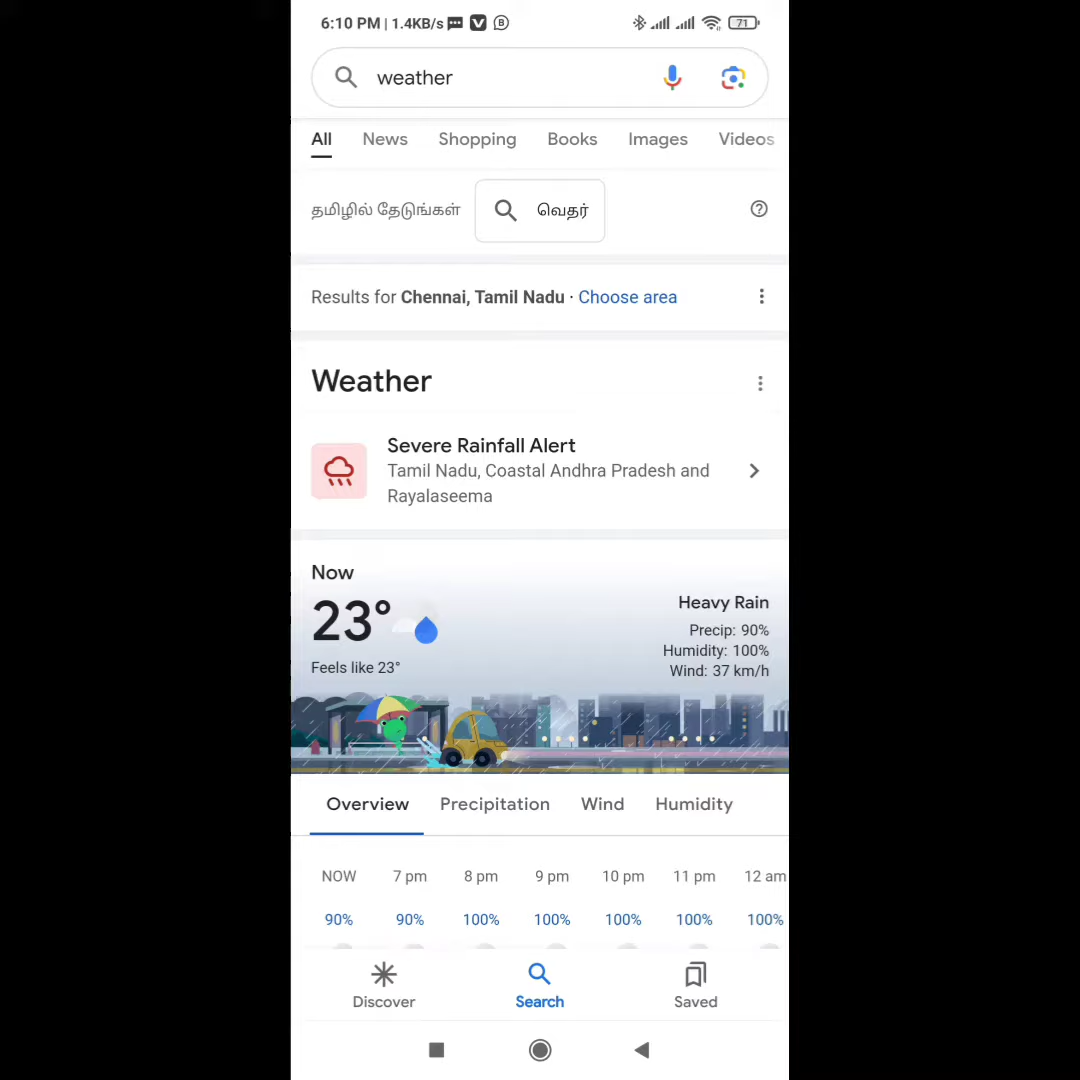 6:10 PM | 1.4KB/s
71
weather
All News Shopping Books Images Videos
தமிழில் தேடுங்கள் வெதர்
Results for Chennai, Tamil Nadu · Choose area
Weather
Severe Rainfall Alert
Tamil Nadu, Coastal Andhra Pradesh and
Rayalaseema
Now
23°
Feels like 23°
Heavy Rain
Precip: 90%
Humidity: 100%
Wind: 37 km/h
Overview Precipitation Wind Humidity
NOW 7 pm 8 pm 9 pm 10 pm 11 pm 12 am
90% 90% 100% 100% 100% 100% 100%
Discover Search Saved